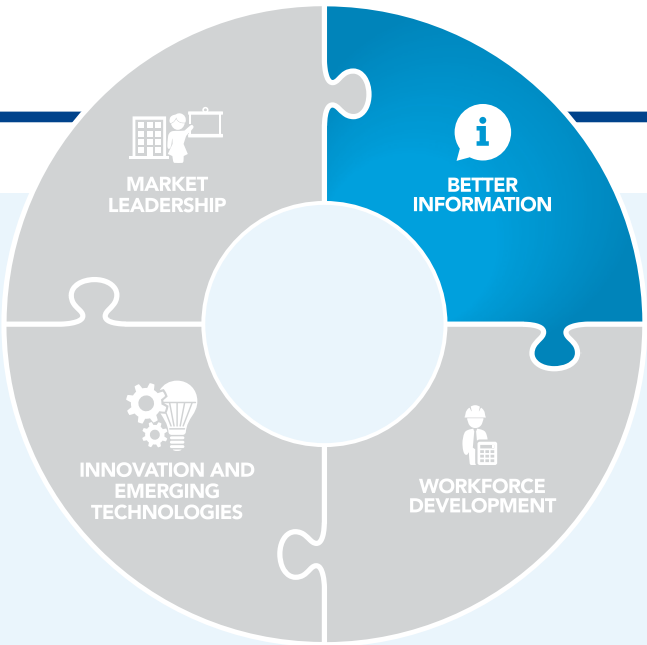 MARKET
LEADERSHIP
BETTER
INFORMATION
INNOVATION AND
EMERGING
TECHNOLOGIES
WORKFORCE
DEVELOPMENT